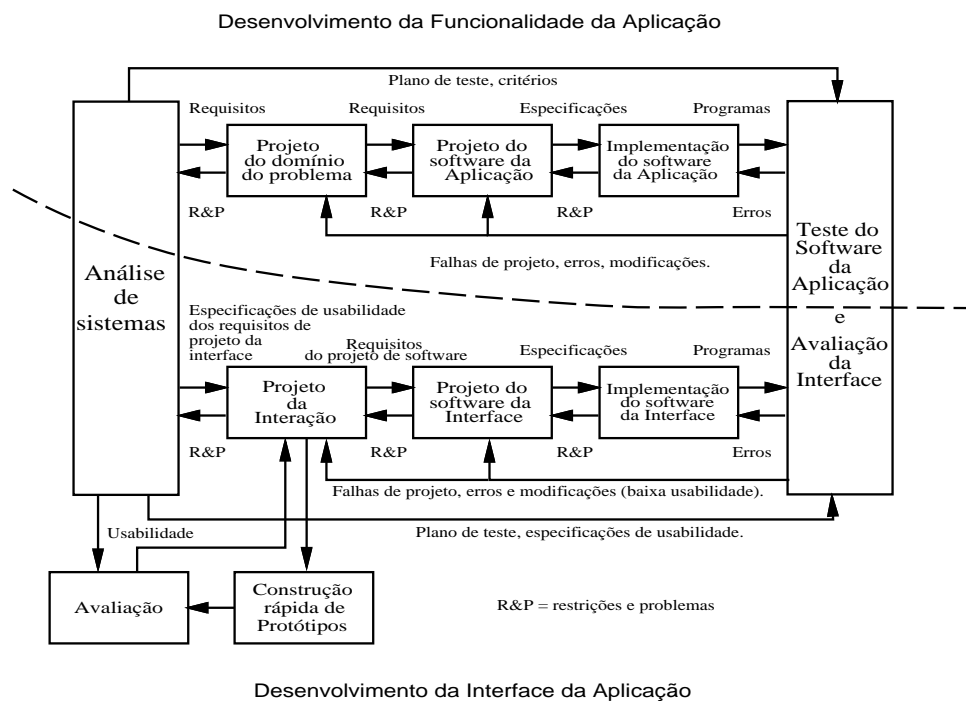 Desenvolvimento da Funcionalidade da Aplicação
Plano de teste, critérios
Requisitos
Requisitos
Especificações
Programas
Projeto
do domínio
do problema
Projeto do
software da
Aplicação
Implementação
do software
da Aplicação
R&P
R&P
R&P
Erros
Falhas de projeto, erros, modificações.
Análise
de
sistemas
Teste do
Software
da
Aplicação
e
Avaliação
da
Interface
Especificações de usabilidade
dos requisitos de
projeto da
interface
Requisitos
do projeto de software
Especificações
Programas
Projeto
da
Interação
Projeto do
software da
Interface
Implementação
do software
da Interface
R&P
R&P
R&P
Erros
Falhas de projeto, erros e modificações (baixa usabilidade).
Usabilidade
Plano de teste, especificações de usabilidade.
Avaliação
Construção
rápida de
Protótipos
R&P = restrições e problemas
Desenvolvimento da Interface da Aplicação